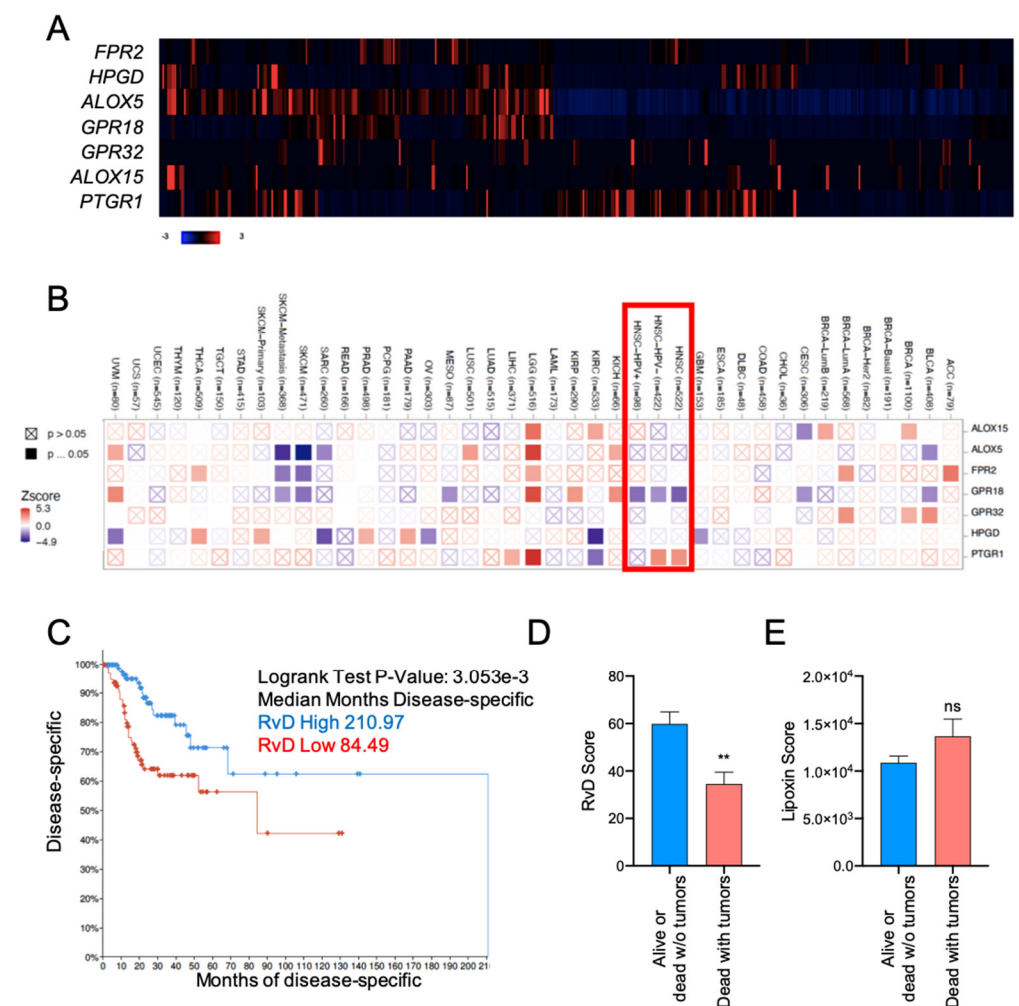 A
FPR2
HPGD
ALOX5
GPR18
GPR32
ALOX15
PTGR1
-3 3
B
UVM (n=80)
UCS (n=57)
UCEC (n=545)
THYM (n=120)
THCA (n=509)
TGCT (n=150)
STAD (n=415)
SKCM-Primary (n=103)
SKCM-Metastasis (n=368)
SKCM (n=471)
SARC (n=260)
READ (n=166)
PRAD (n=498)
PCPG (n=181)
PAAD (n=179)
OV (n=303)
MESO (n=87)
LUSC (n=501)
LUAD (n=515)
LIHC (n=371)
LGG (n=516)
LAML (n=173)
KIRP (n=290)
KIRC (n=533)
KICH (n=66)
HNSC-HPV+ (n=98)
HNSC-HPV- (n=422)
HNSC (n=522)
GBM (n=153)
ESCA (n=185)
DLBC (n=48)
COAD (n=458)
CHOL (n=36)
CESC (n=306)
BRCA-LumB (n=219)
BRCA-LumA (n=568)
BRCA-Her2 (n=82)
BRCA-Basal (n=191)
BRCA (n=1100)
BLCA (n=408)
ACC (n=79)
p > 0.05
p ... 0.05
Zscore
5.3
0.0
-4.9
ALOX15
ALOX5
FPR2
GPR18
GPR32
HPGD
PTGR1
C
Disease-specific
100%
90%
80%
70%
60%
50%
40%
30%
20%
10%
0%
Logrank Test P-Value: 3.053e-3
Median Months Disease-specific
RvD High 210.97
RvD Low 84.49
0 10 20 30 40 50 60 70 80 90 100 110 120 130 140 150 160 170 180 190 200 21
Months of disease-specific
D
RvD Score
80
60
40
20
0
**
Alive or
dead w/o tumors
Dead with tumors
E
Lipoxin Score
2.0×10⁴
1.5×10⁴
1.0×10⁴
5.0×10³
0.0
ns
Alive or
dead w/o tumors
Dead with tumors